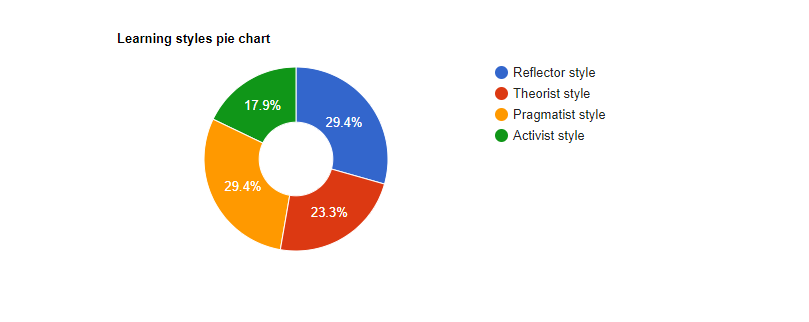 Learning styles pie chart
Reflector style
Theorist style
Pragmatist style
Activist style
17.9%
29.4%
29.4%
23.3%